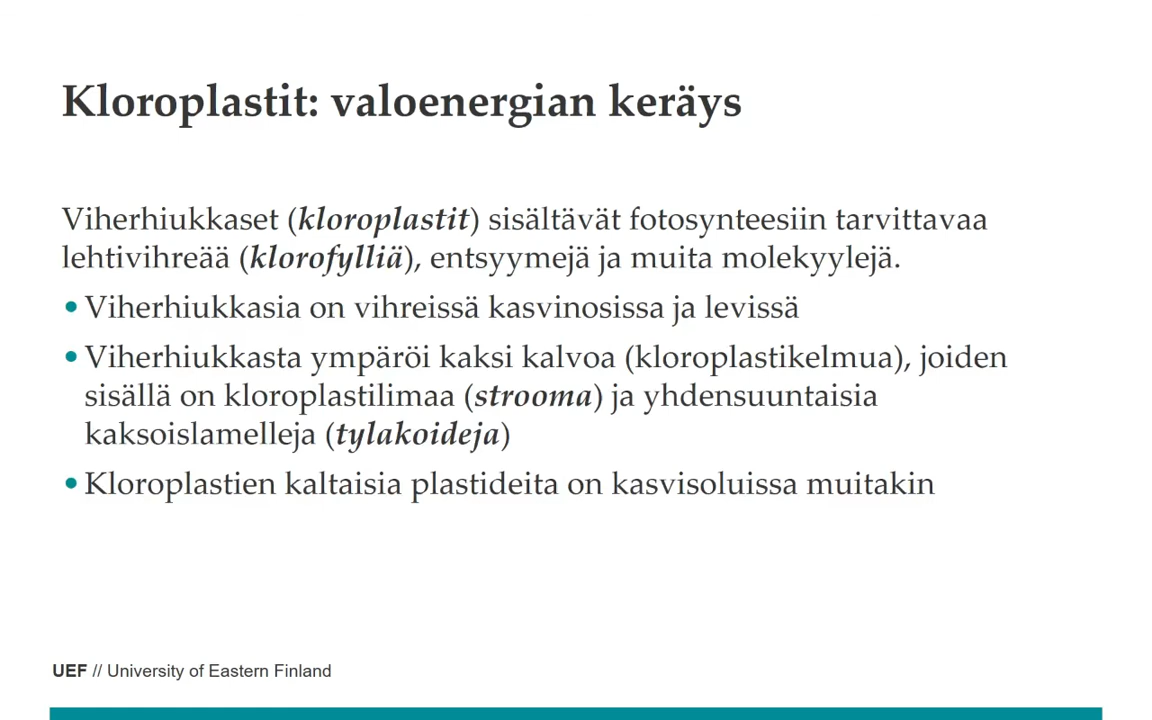 Kloroplastit: valoenergian keräys
Viherhiukkaset (kloroplastit) sisältävät fotosynteesiin tarvittavaa
lehtivihreää (klorofylliä), entsyymejä ja muita molekyylejä.
• Viherhiukkasia on vihreissä kasvinosissa ja levissä
• Viherhiukkasta ympäröi kaksi kalvoa (kloroplastikelmua), joiden
sisällä on kloroplastilimaa (strooma) ja yhdensuuntaisia
kaksoislamelleja (tylakoideja)
• Kloroplastien kaltaisia plastideita on kasvisoluissa muitakin
UEF // University of Eastern Finland